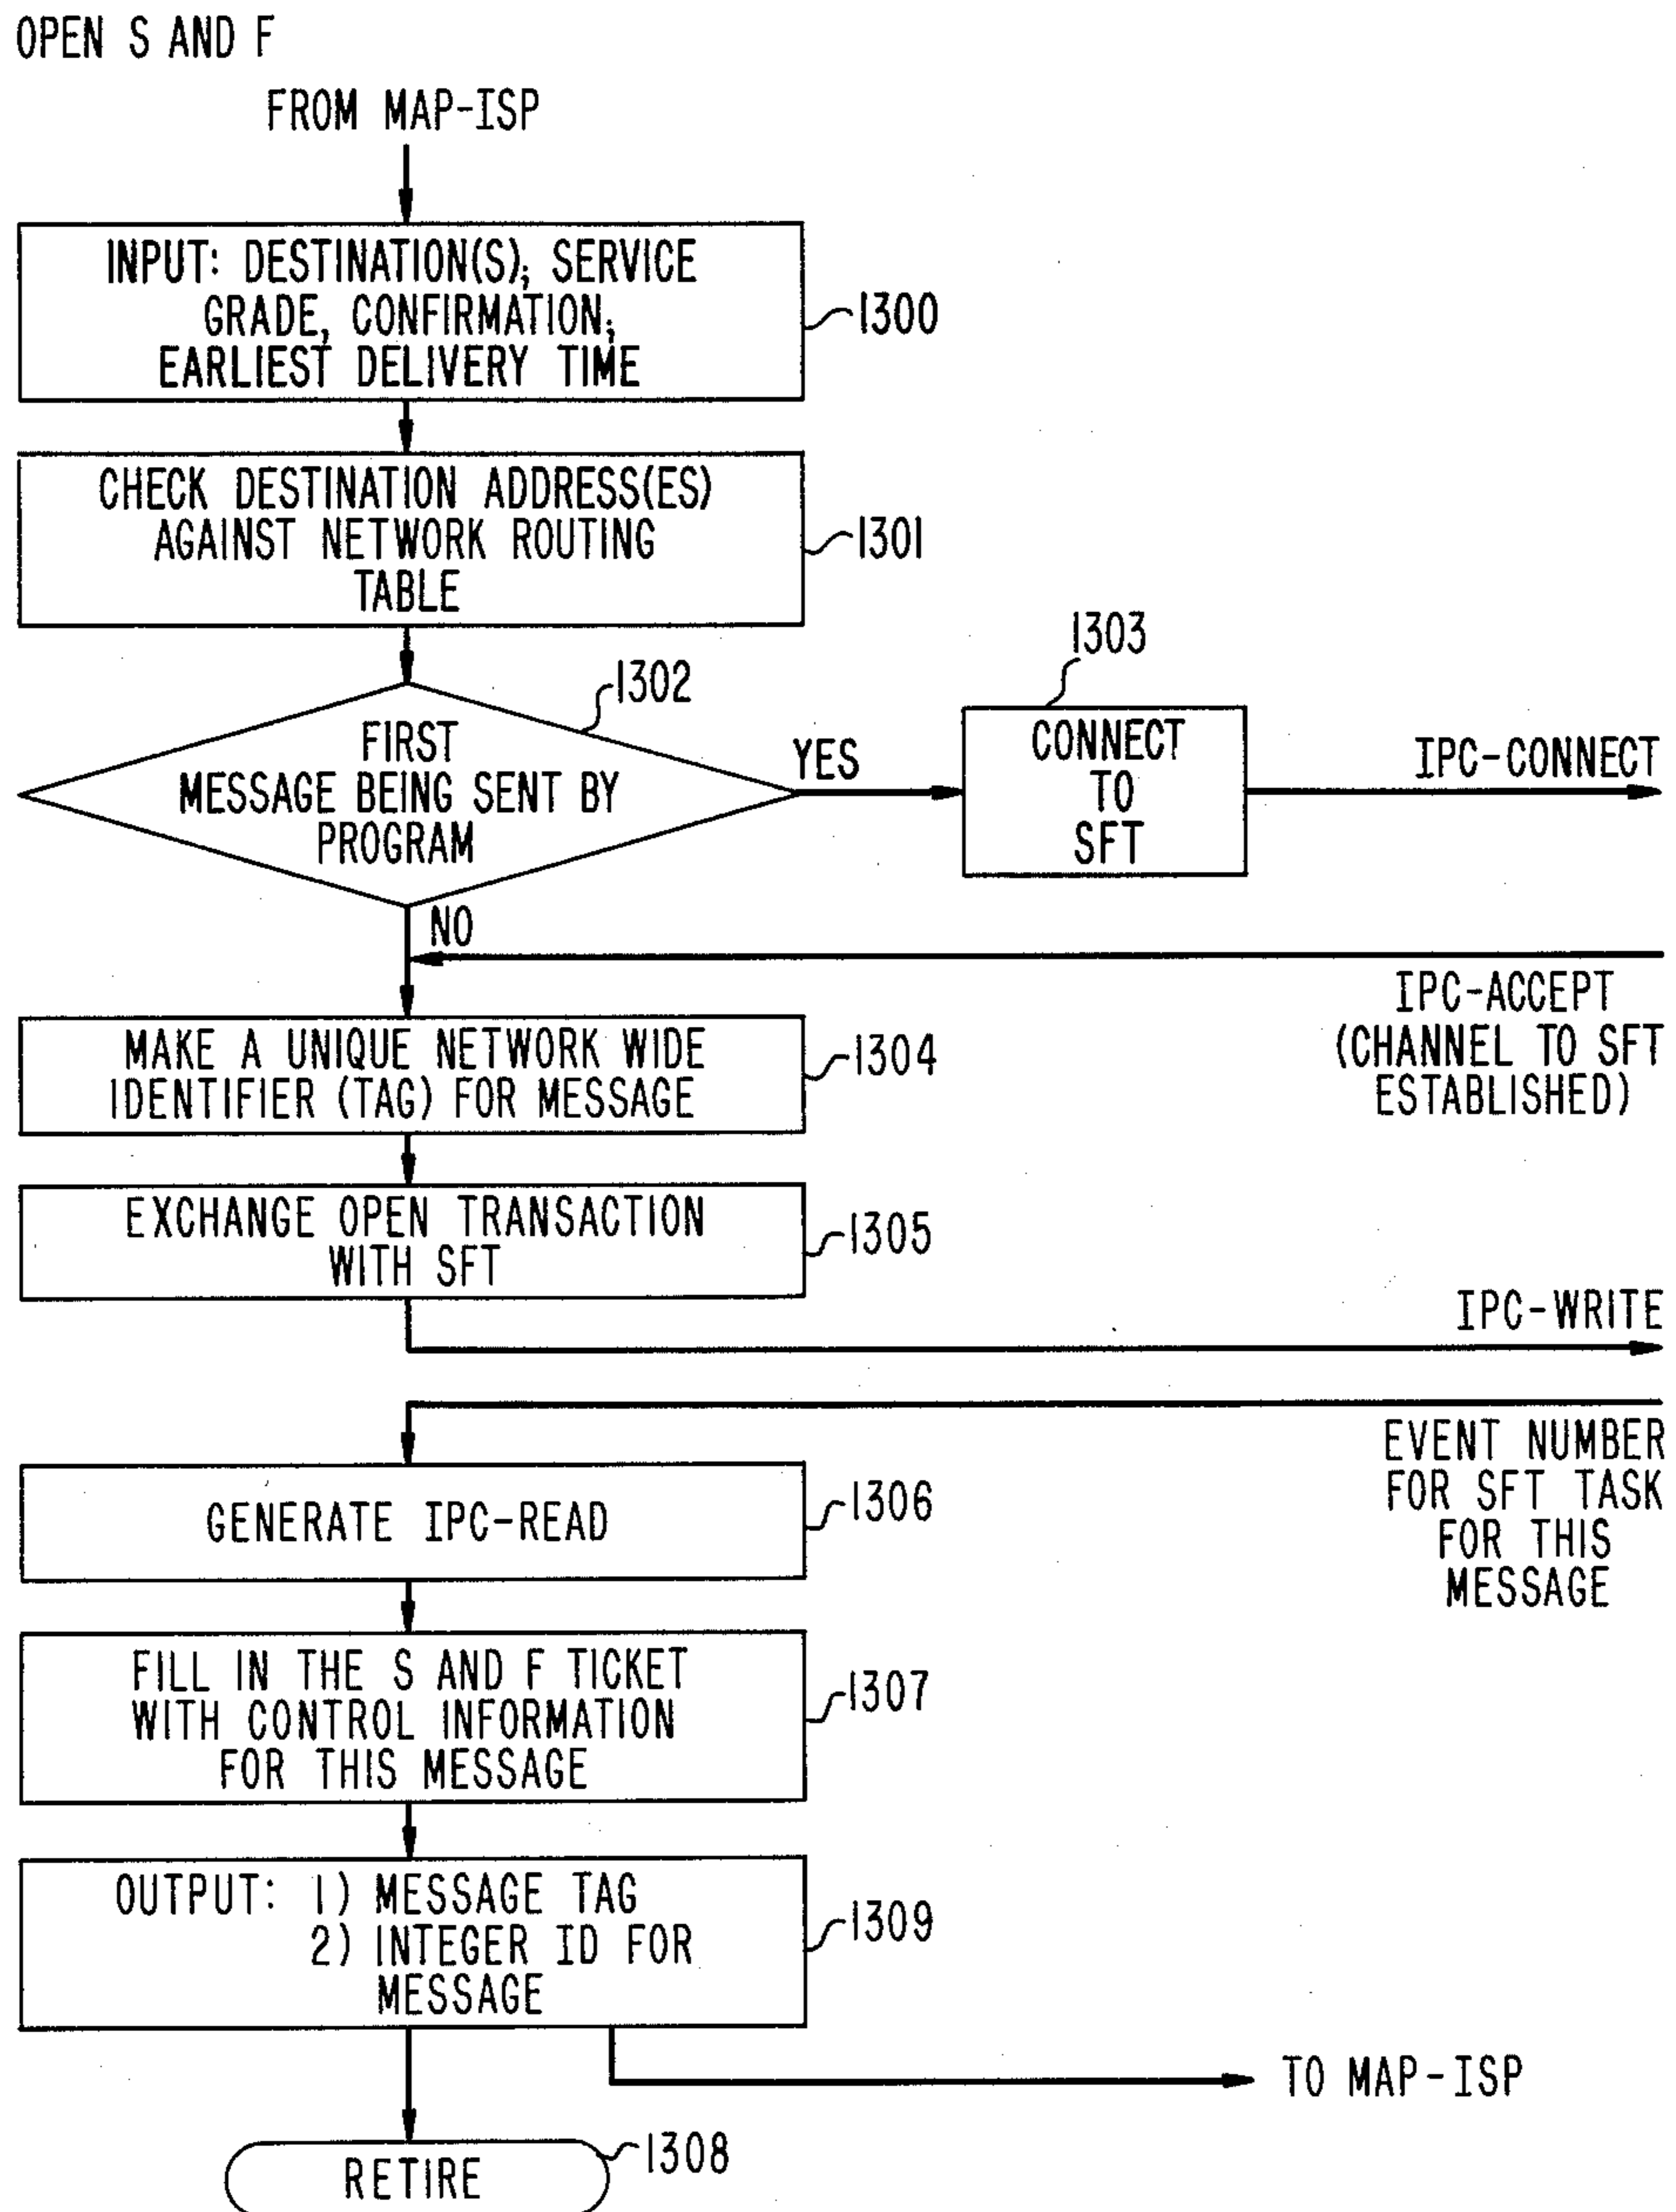 OPEN S AND F
FROM MAP-ISP
INPUT: DESTINATION(S); SERVICE
GRADE, CONFIRMATION;
EARLIEST DELIVERY TIME
1300
CHECK DESTINATION ADDRESS(ES)
AGAINST NETWORK ROUTING
TABLE
1301
FIRST
MESSAGE BEING SENT BY
PROGRAM
1302
YES
1303
CONNECT
TO
SFT
IPC-CONNECT
NO
IPC-ACCEPT
(CHANNEL TO SFT
ESTABLISHED)
MAKE A UNIQUE NETWORK WIDE
IDENTIFIER (TAG) FOR MESSAGE
1304
EXCHANGE OPEN TRANSACTION
WITH SFT
1305
IPC-WRITE
EVENT NUMBER
FOR SFT TASK
FOR THIS
MESSAGE
GENERATE IPC-READ
1306
FILL IN THE S AND F TICKET
WITH CONTROL INFORMATION
FOR THIS MESSAGE
1307
OUTPUT: 1) MESSAGE TAG
2) INTEGER ID FOR
MESSAGE
1309
TO MAP-ISP
RETIRE
1308